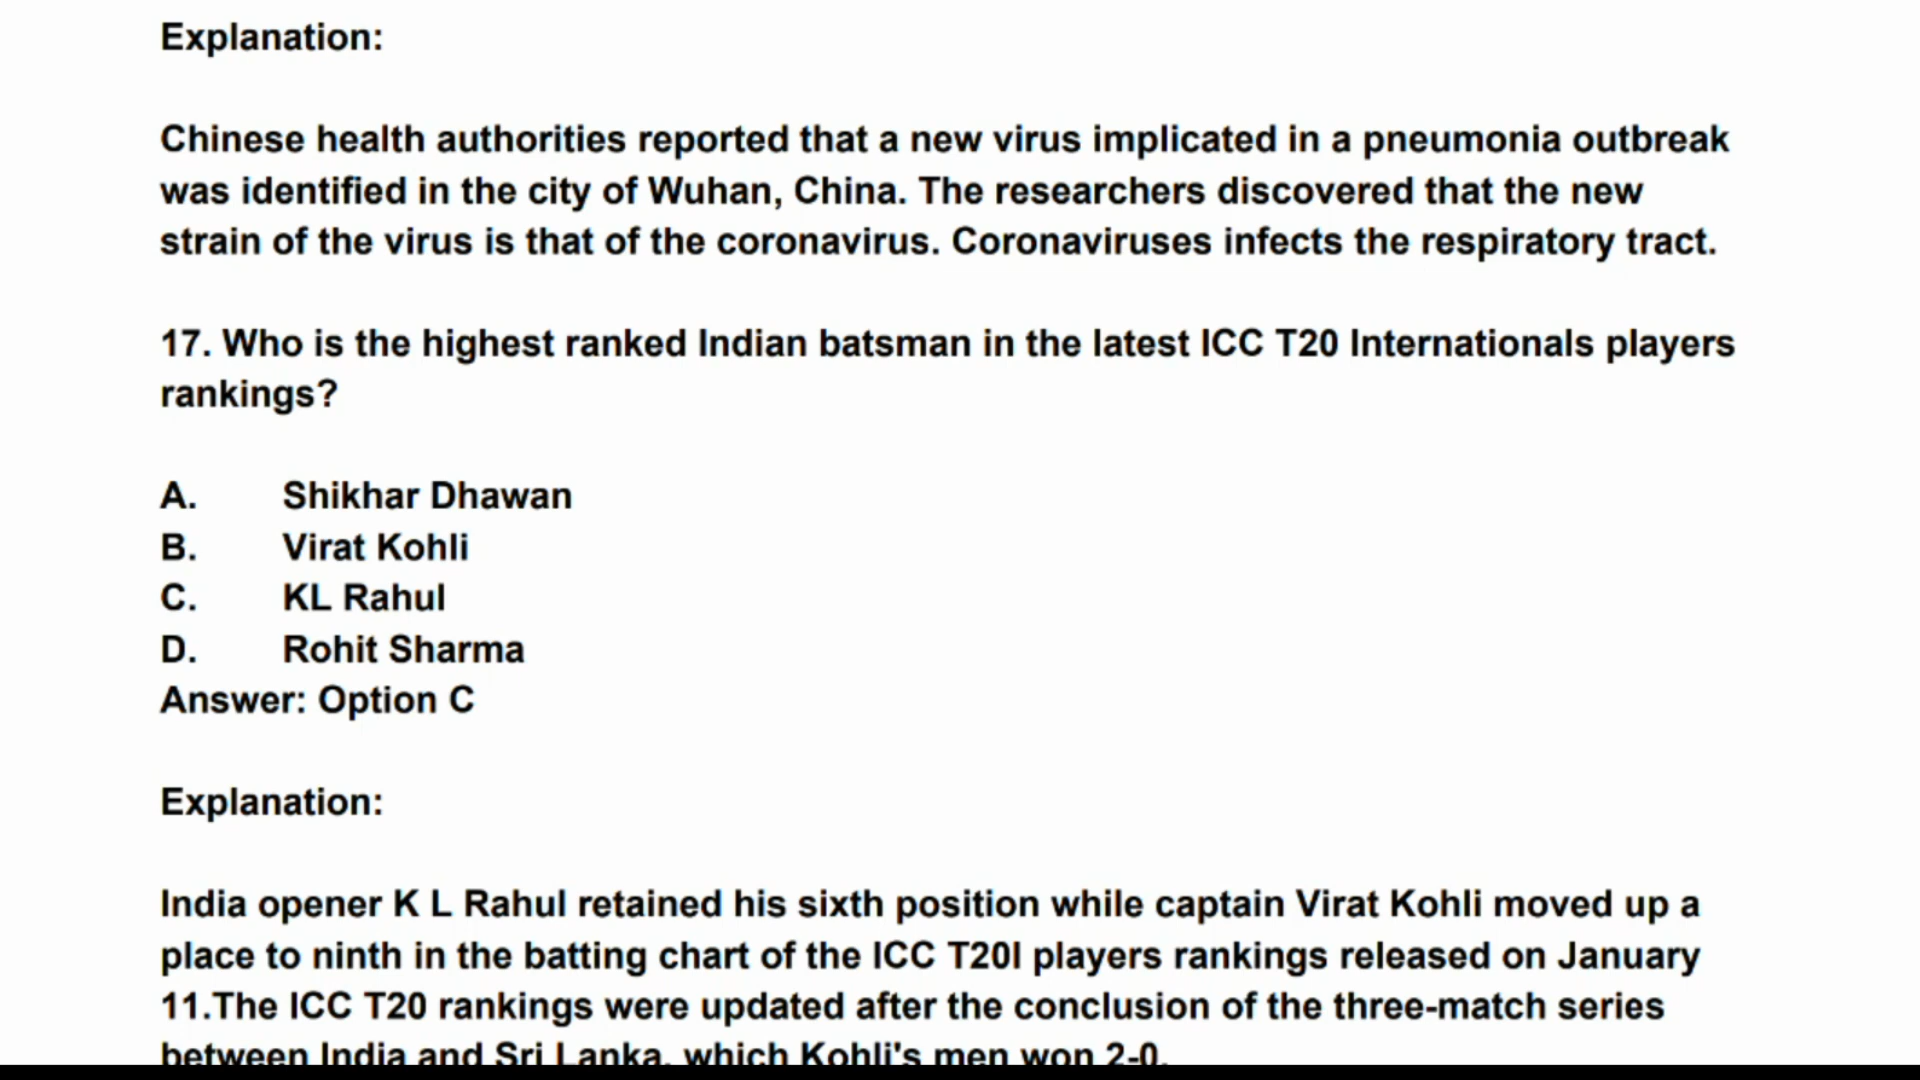 Explanation:
Chinese health authorities reported that a new virus implicated in a pneumonia outbreak
was identified in the city of Wuhan, China. The researchers discovered that the new
strain of the virus is that of the coronavirus. Coronaviruses infects the respiratory tract.
17. Who is the highest ranked Indian batsman in the latest ICC T20 Internationals players
rankings?
A. Shikhar Dhawan
B. Virat Kohli
C. KL Rahul
D. Rohit Sharma
Answer: Option C
Explanation:
India opener K L Rahul retained his sixth position while captain Virat Kohli moved up a
place to ninth in the batting chart of the ICC T20I players rankings released on January
11.The ICC T20 rankings were updated after the conclusion of the three-match series
between India and Sri Lanka, which Kohli's men won 2-0.